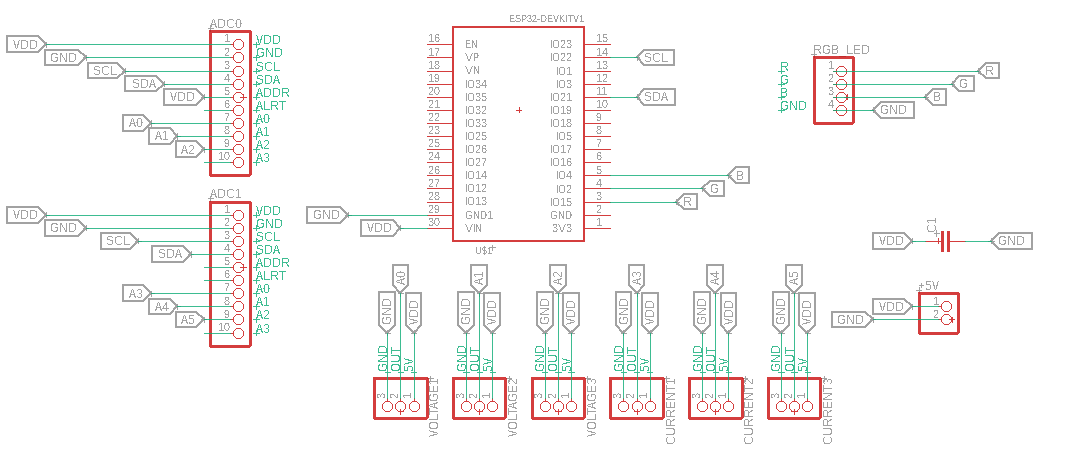 ADC0
VDD 1 VDD
GND 2 GND
SCL 3 SCL
SDA 4 SDA
VDD 5 ADDR
6 ALRT
A0 7 A0
A1 8 A1
A2 9 A2
10 A3
ADC1
VDD 1 VDD
GND 2 GND
SCL 3 SCL
SDA 4 SDA
5 ADDR
6 ALRT
A3 7 A0
A4 8 A1
A5 9 A2
10 A3
ESP32-DEVKITV1
16 EN IO23 15
17 VP IO22 14 SCL
18 VN IO1 13
19 IO34 IO3 12
20 IO35 IO21 11 SDA
21 IO32 IO19 10
22 IO33 IO18 9
23 IO25 IO5 8
25 IO26 IO17 7
24 IO27 IO16 6
26 IO14 IO4 5 B
27 IO12 IO2 4 G
28 IO13 IO15 3 R
GND 29 GND1 GND 2
VDD 30 VIN 3V3 1
U$1
RGB LED
R 1 R
G 2 G
B 3 B
GND 4 GND
C1
VDD GND
+5V
VDD 1
GND 2
A0 A1 A2 A3 A4 A5
GND VDD GND VDD GND VDD GND VDD GND VDD GND VDD
GND OUT 5V GND OUT 5V GND OUT 5V GND OUT 5V GND OUT 5V GND OUT 5V
3 2 1 3 2 1 3 2 1 3 2 1 3 2 1 3 2 1
VOLTAGE1 VOLTAGE2 VOLTAGE3 CURRENT1 CURRENT2 CURRENT3